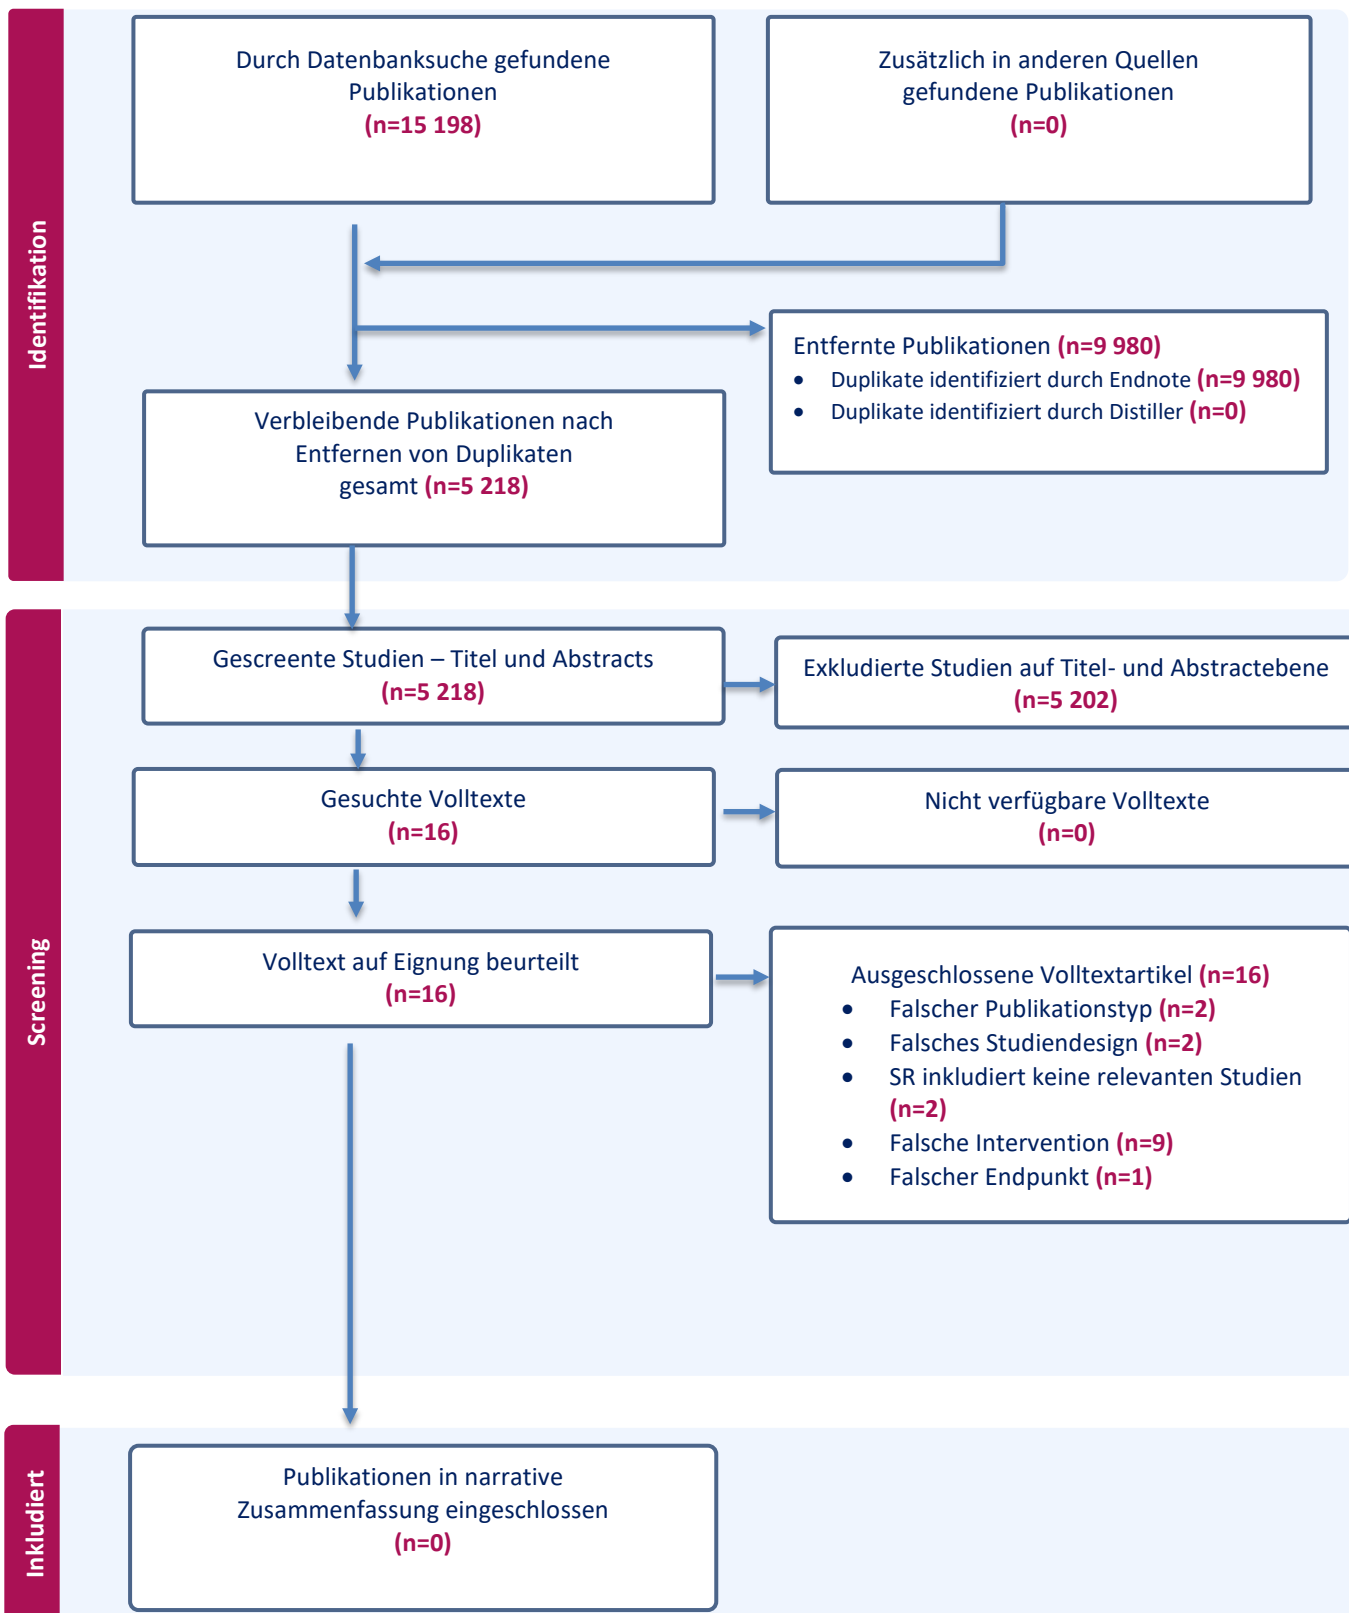 Identifikation
Durch Datenbanksuche gefundene
Publikationen
(n=15 198)
Zusätzlich in anderen Quellen
gefundene Publikationen
(n=0)
Entfernte Publikationen (n=9 980)
• Duplikate identifiziert durch Endnote (n=9 980)
• Duplikate identifiziert durch Distiller (n=0)
Verbleibende Publikationen nach
Entfernen von Duplikaten
gesamt (n=5 218)
Screening
Gescreente Studien – Titel und Abstracts
(n=5 218)
Exkludierte Studien auf Titel- und Abstractebene
(n=5 202)
Gesuchte Volltexte
(n=16)
Nicht verfügbare Volltexte
(n=0)
Volltext auf Eignung beurteilt
(n=16)
Ausgeschlossene Volltextartikel (n=16)
• Falscher Publikationstyp (n=2)
• Falsches Studiendesign (n=2)
• SR inkludiert keine relevanten Studien
(n=2)
• Falsche Intervention (n=9)
• Falscher Endpunkt (n=1)
Inkludiert
Publikationen in narrative
Zusammenfassung eingeschlossen
(n=0)